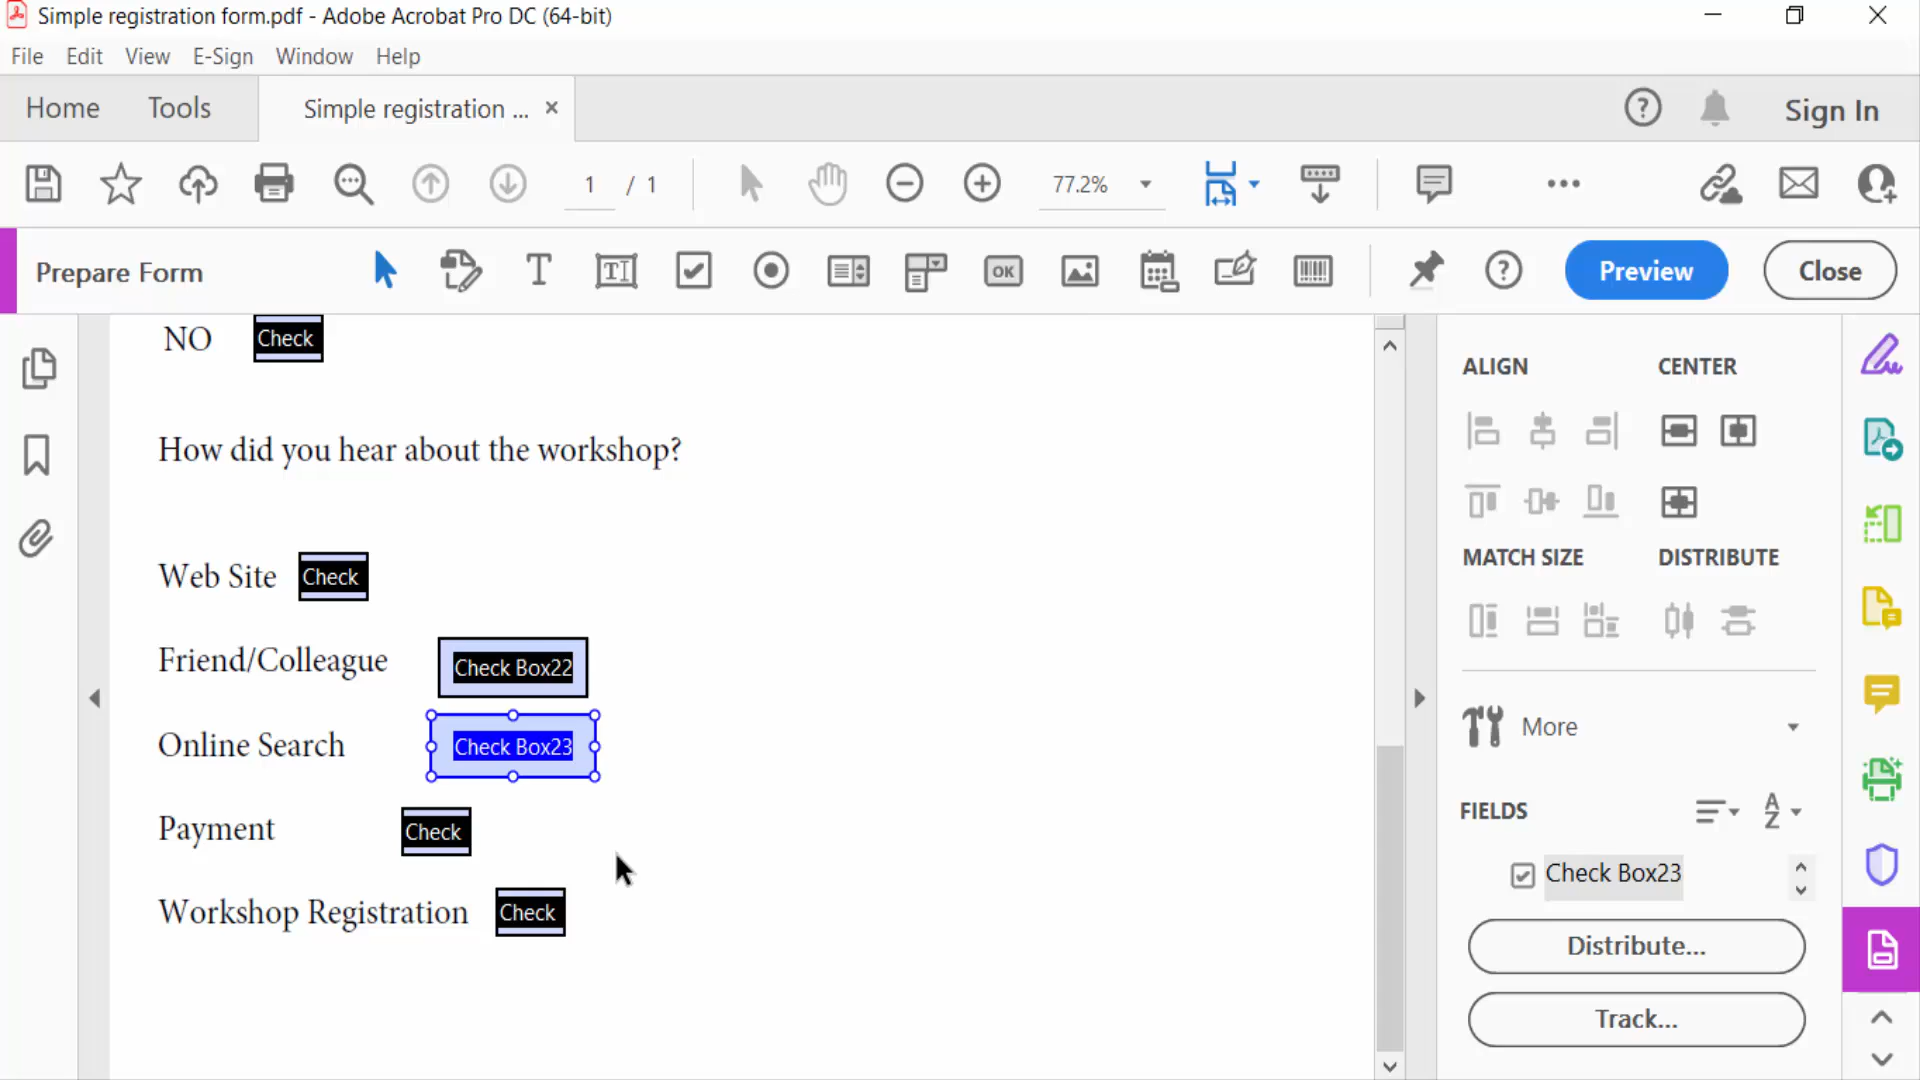 Simple registration form.pdf - Adobe Acrobat Pro DC (64-bit)
File Edit View E-Sign Window Help
Home Tools Simple registration ... × Sign In
1 / 1 77.2%
Prepare Form OK Preview Close
NO Check
How did you hear about the workshop?
Web Site Check
Friend/Colleague Check Box22
Online Search Check Box23
Payment Check
Workshop Registration Check
ALIGN CENTER
MATCH SIZE DISTRIBUTE
More
FIELDS
Check Box23
Distribute...
Track...